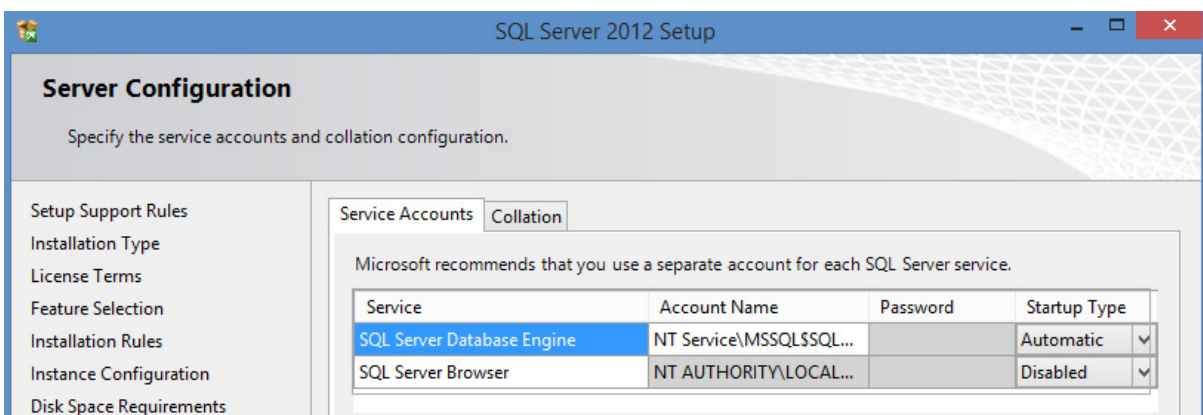 SQL Server 2012 Setup
Server Configuration
Specify the service accounts and collation configuration.
Setup Support Rules
Installation Type
License Terms
Feature Selection
Installation Rules
Instance Configuration
Disk Space Requirements
Service Accounts Collation
Microsoft recommends that you use a separate account for each SQL Server service.
Service Account Name Password Startup Type
SQL Server Database Engine NT Service\MSSQL$SQL... Automatic
SQL Server Browser NT AUTHORITY\LOCAL... Disabled